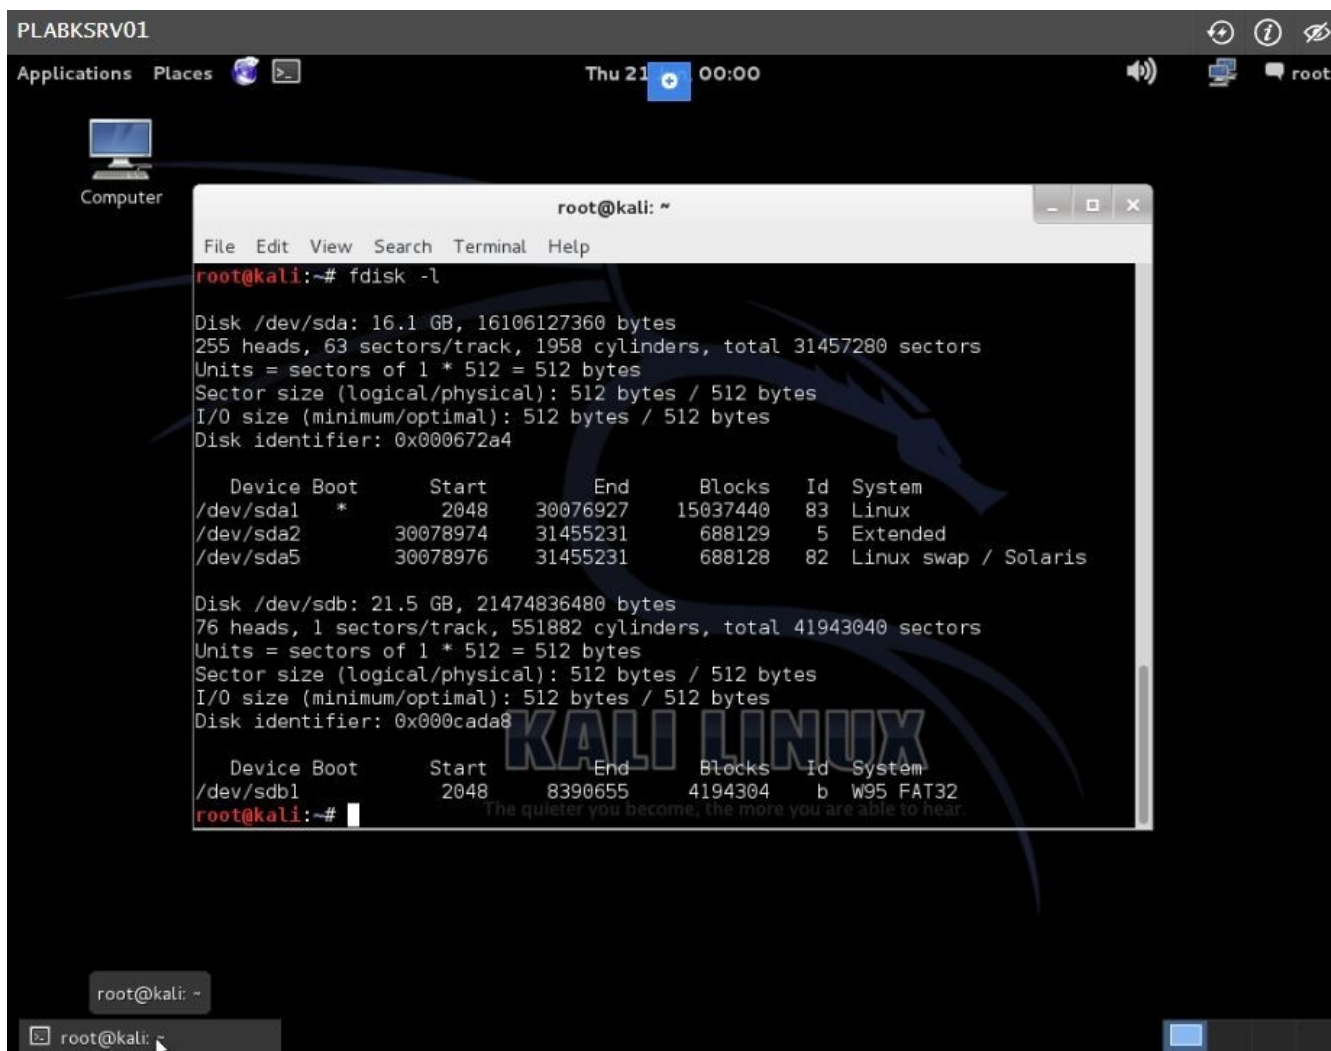 PLABKSRV01
Applications Places Thu 21 00:00 root
Computer
root@kali: ~
File Edit View Search Terminal Help
root@kali:~# fdisk -l
Disk /dev/sda: 16.1 GB, 16106127360 bytes
255 heads, 63 sectors/track, 1958 cylinders, total 31457280 sectors
Units = sectors of 1 * 512 = 512 bytes
Sector size (logical/physical): 512 bytes / 512 bytes
I/O size (minimum/optimal): 512 bytes / 512 bytes
Disk identifier: 0x000672a4
Device Boot Start End Blocks Id System
/dev/sda1 * 2048 30076927 15037440 83 Linux
/dev/sda2 30078974 31455231 688129 5 Extended
/dev/sda5 30078976 31455231 688128 82 Linux swap / Solaris
Disk /dev/sdb: 21.5 GB, 21474836480 bytes
76 heads, 1 sectors/track, 551882 cylinders, total 41943040 sectors
Units = sectors of 1 * 512 = 512 bytes
Sector size (logical/physical): 512 bytes / 512 bytes
I/O size (minimum/optimal): 512 bytes / 512 bytes
Disk identifier: 0x000cada8
KALI LINUX
Device Boot Start End Blocks Id System
/dev/sdb1 2048 8390655 4194304 b W95 FAT32
The quieter you become, the more you are able to hear.
root@kali:~#
root@kali: ~
root@kali: ~